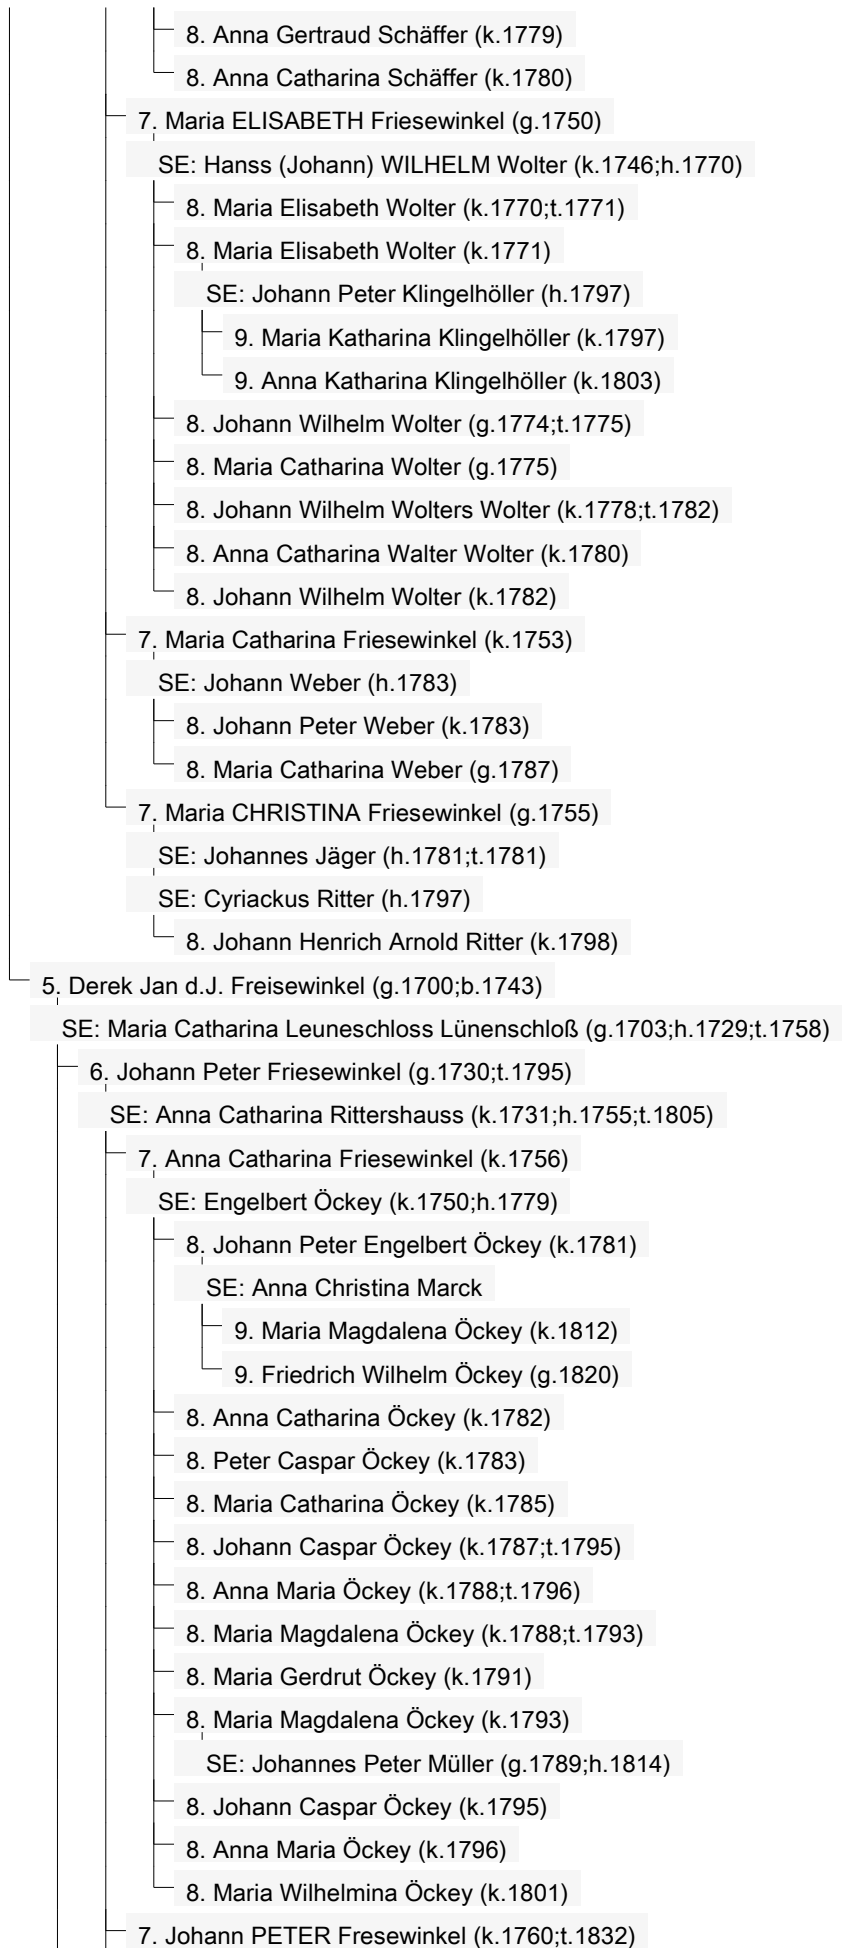 8. Anna Gertraud Schäffer (k.1779)
8. Anna Catharina Schäffer (k.1780)
7. Maria ELISABETH Friesewinkel (g.1750)
SE: Hanss (Johann) WILHELM Wolter (k.1746;h.1770)
8. Maria Elisabeth Wolter (k.1770;t.1771)
8. Maria Elisabeth Wolter (k.1771)
SE: Johann Peter Klingelhöller (h.1797)
9. Maria Katharina Klingelhöller (k.1797)
9. Anna Katharina Klingelhöller (k.1803)
8. Johann Wilhelm Wolter (g.1774;t.1775)
8. Maria Catharina Wolter (g.1775)
8. Johann Wilhelm Wolters Wolter (k.1778;t.1782)
8. Anna Catharina Walter Wolter (k.1780)
8. Johann Wilhelm Wolter (k.1782)
7. Maria Catharina Friesewinkel (k.1753)
SE: Johann Weber (h.1783)
8. Johann Peter Weber (k.1783)
8. Maria Catharina Weber (g.1787)
7. Maria CHRISTINA Friesewinkel (g.1755)
SE: Johannes Jäger (h.1781;t.1781)
SE: Cyriackus Ritter (h.1797)
8. Johann Henrich Arnold Ritter (k.1798)
5. Derek Jan d.J. Freisewinkel (g.1700;b.1743)
SE: Maria Catharina Leuneschloss Lünenschloß (g.1703;h.1729;t.1758)
6. Johann Peter Friesewinkel (g.1730;t.1795)
SE: Anna Catharina Rittershauss (k.1731;h.1755;t.1805)
7. Anna Catharina Friesewinkel (k.1756)
SE: Engelbert Öckey (k.1750;h.1779)
8. Johann Peter Engelbert Öckey (k.1781)
SE: Anna Christina Marck
9. Maria Magdalena Öckey (k.1812)
9. Friedrich Wilhelm Öckey (g.1820)
8. Anna Catharina Öckey (k.1782)
8. Peter Caspar Öckey (k.1783)
8. Maria Catharina Öckey (k.1785)
8. Johann Caspar Öckey (k.1787;t.1795)
8. Anna Maria Öckey (k.1788;t.1796)
8. Maria Magdalena Öckey (k.1788;t.1793)
8. Maria Gerdrut Öckey (k.1791)
8. Maria Magdalena Öckey (k.1793)
SE: Johannes Peter Müller (g.1789;h.1814)
8. Johann Caspar Öckey (k.1795)
8. Anna Maria Öckey (k.1796)
8. Maria Wilhelmina Öckey (k.1801)
7. Johann PETER Fresewinkel (k.1760;t.1832)